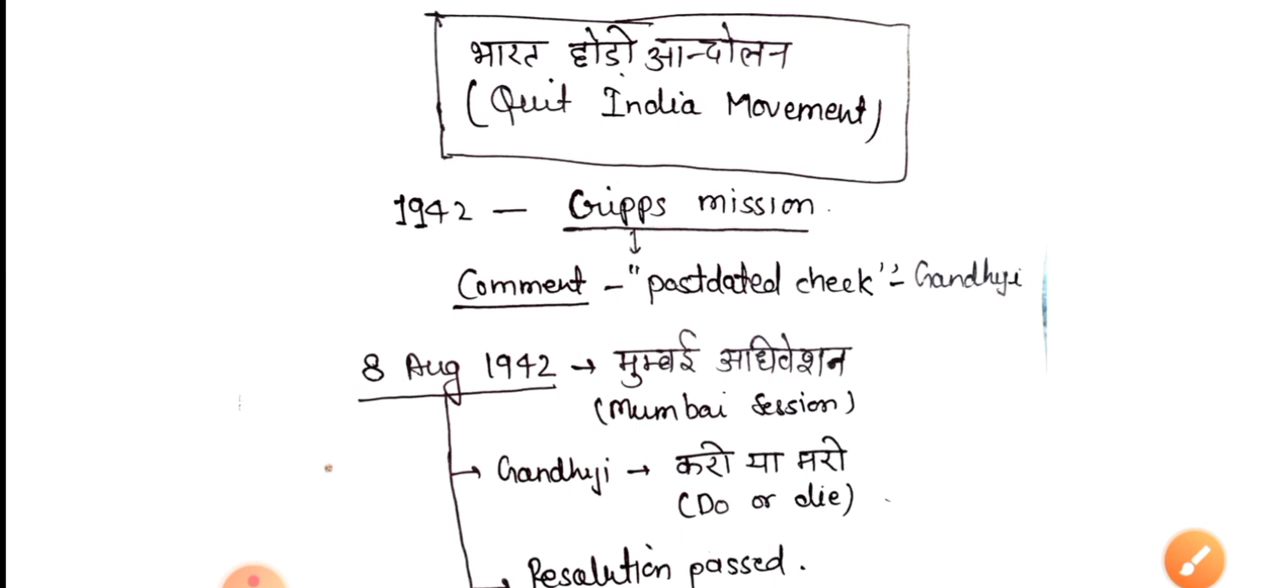 भारत छोडो आन्दोलन
(Quit India Movement)
1942 – Cripps mission.
Comment – "postdated cheek" – Gandhiji
8 Aug 1942 → मुम्बई अधिवेशन
(Mumbai Session)
Gandhiji → करो या मरो
(Do or die)
Resolution passed.